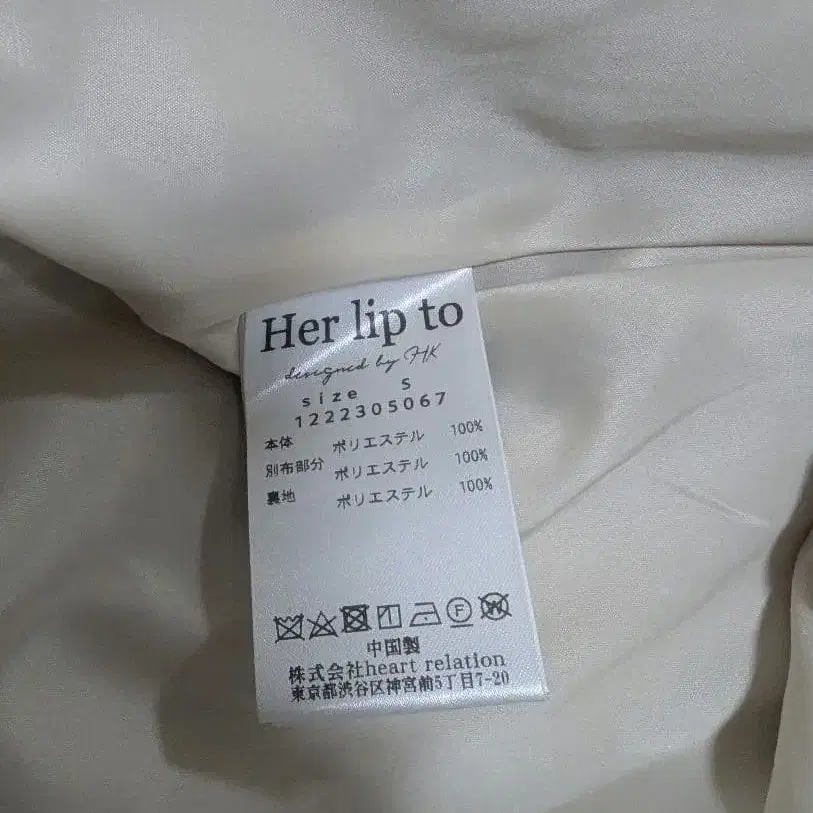 Her lip to
designed by HK
size S
1222305067
本体 ポリエステル 100%
別布部分 ポリエステル 100%
裏地 ポリエステル 100%
F W
中国製
株式会社heart relation
東京都渋谷区神宮前5丁目7-20